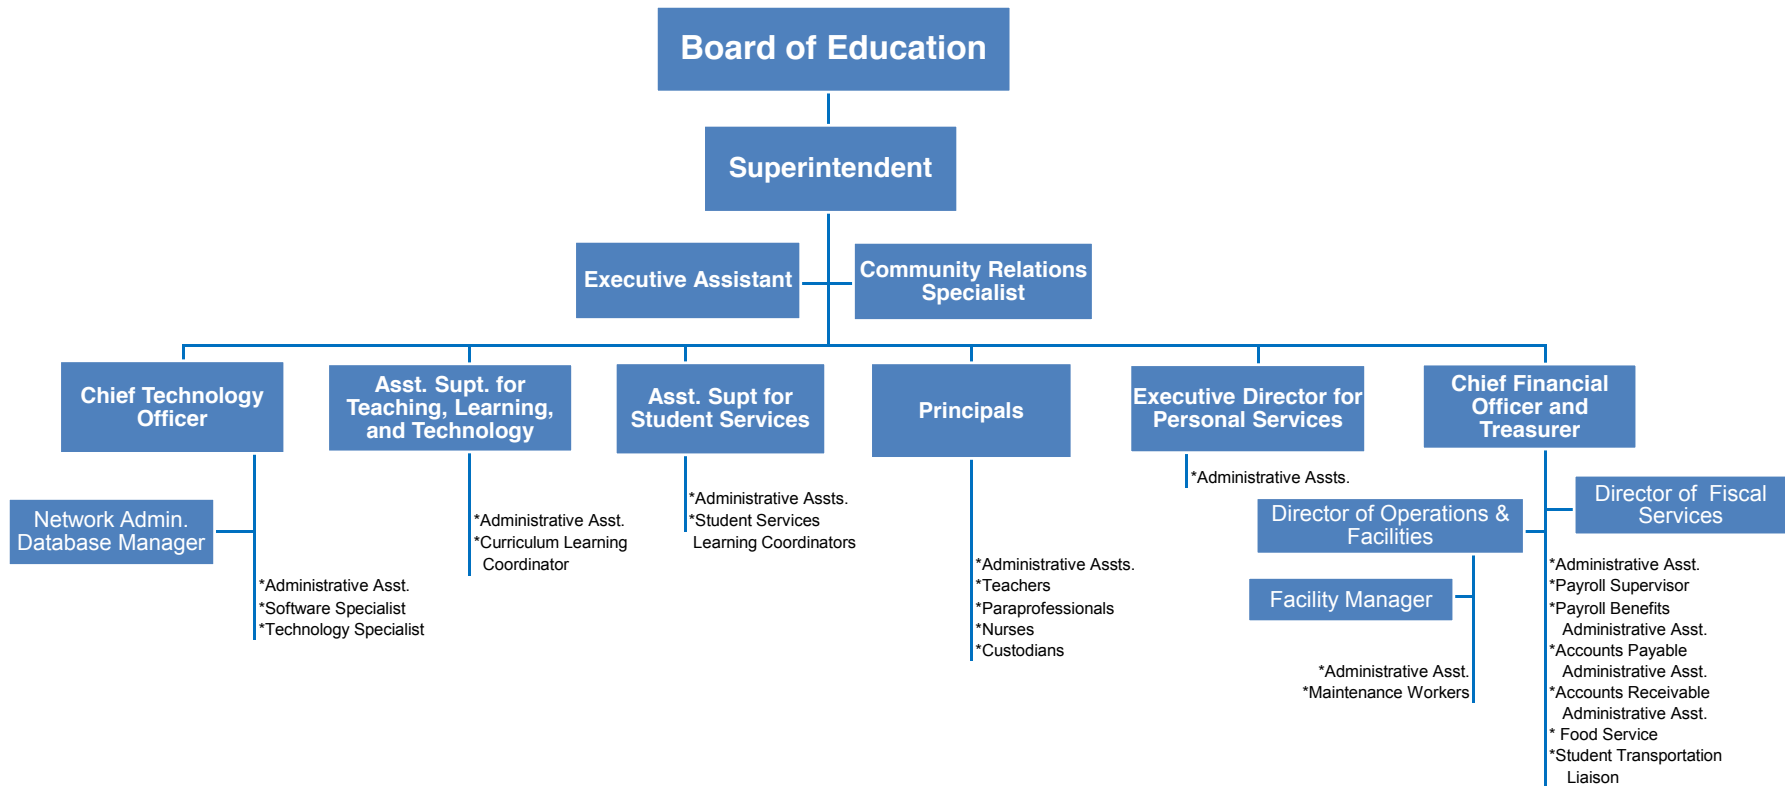 Board of Education
Superintendent
Executive Assistant
Community Relations
Specialist
Chief Technology
Officer
Asst. Supt. for
Teaching, Learning,
and Technology
Asst. Supt for
Student Services
Principals
Executive Director for
Personal Services
Chief Financial
Officer and
Treasurer
Network Admin.
Database Manager
*Administrative Asst.
*Software Specialist
*Technology Specialist
*Administrative Asst.
*Curriculum Learning
Coordinator
*Administrative Assts.
*Student Services
Learning Coordinators
*Administrative Assts.
*Teachers
*Paraprofessionals
*Nurses
*Custodians
*Administrative Assts.
Director of Operations &
Facilities
Facility Manager
*Administrative Asst.
*Maintenance Workers
Director of  Fiscal
Services
*Administrative Asst.
*Payroll Supervisor
*Payroll Benefits
Administrative Asst.
*Accounts Payable
Administrative Asst.
*Accounts Receivable
Administrative Asst.
* Food Service
*Student Transportation
Liaison